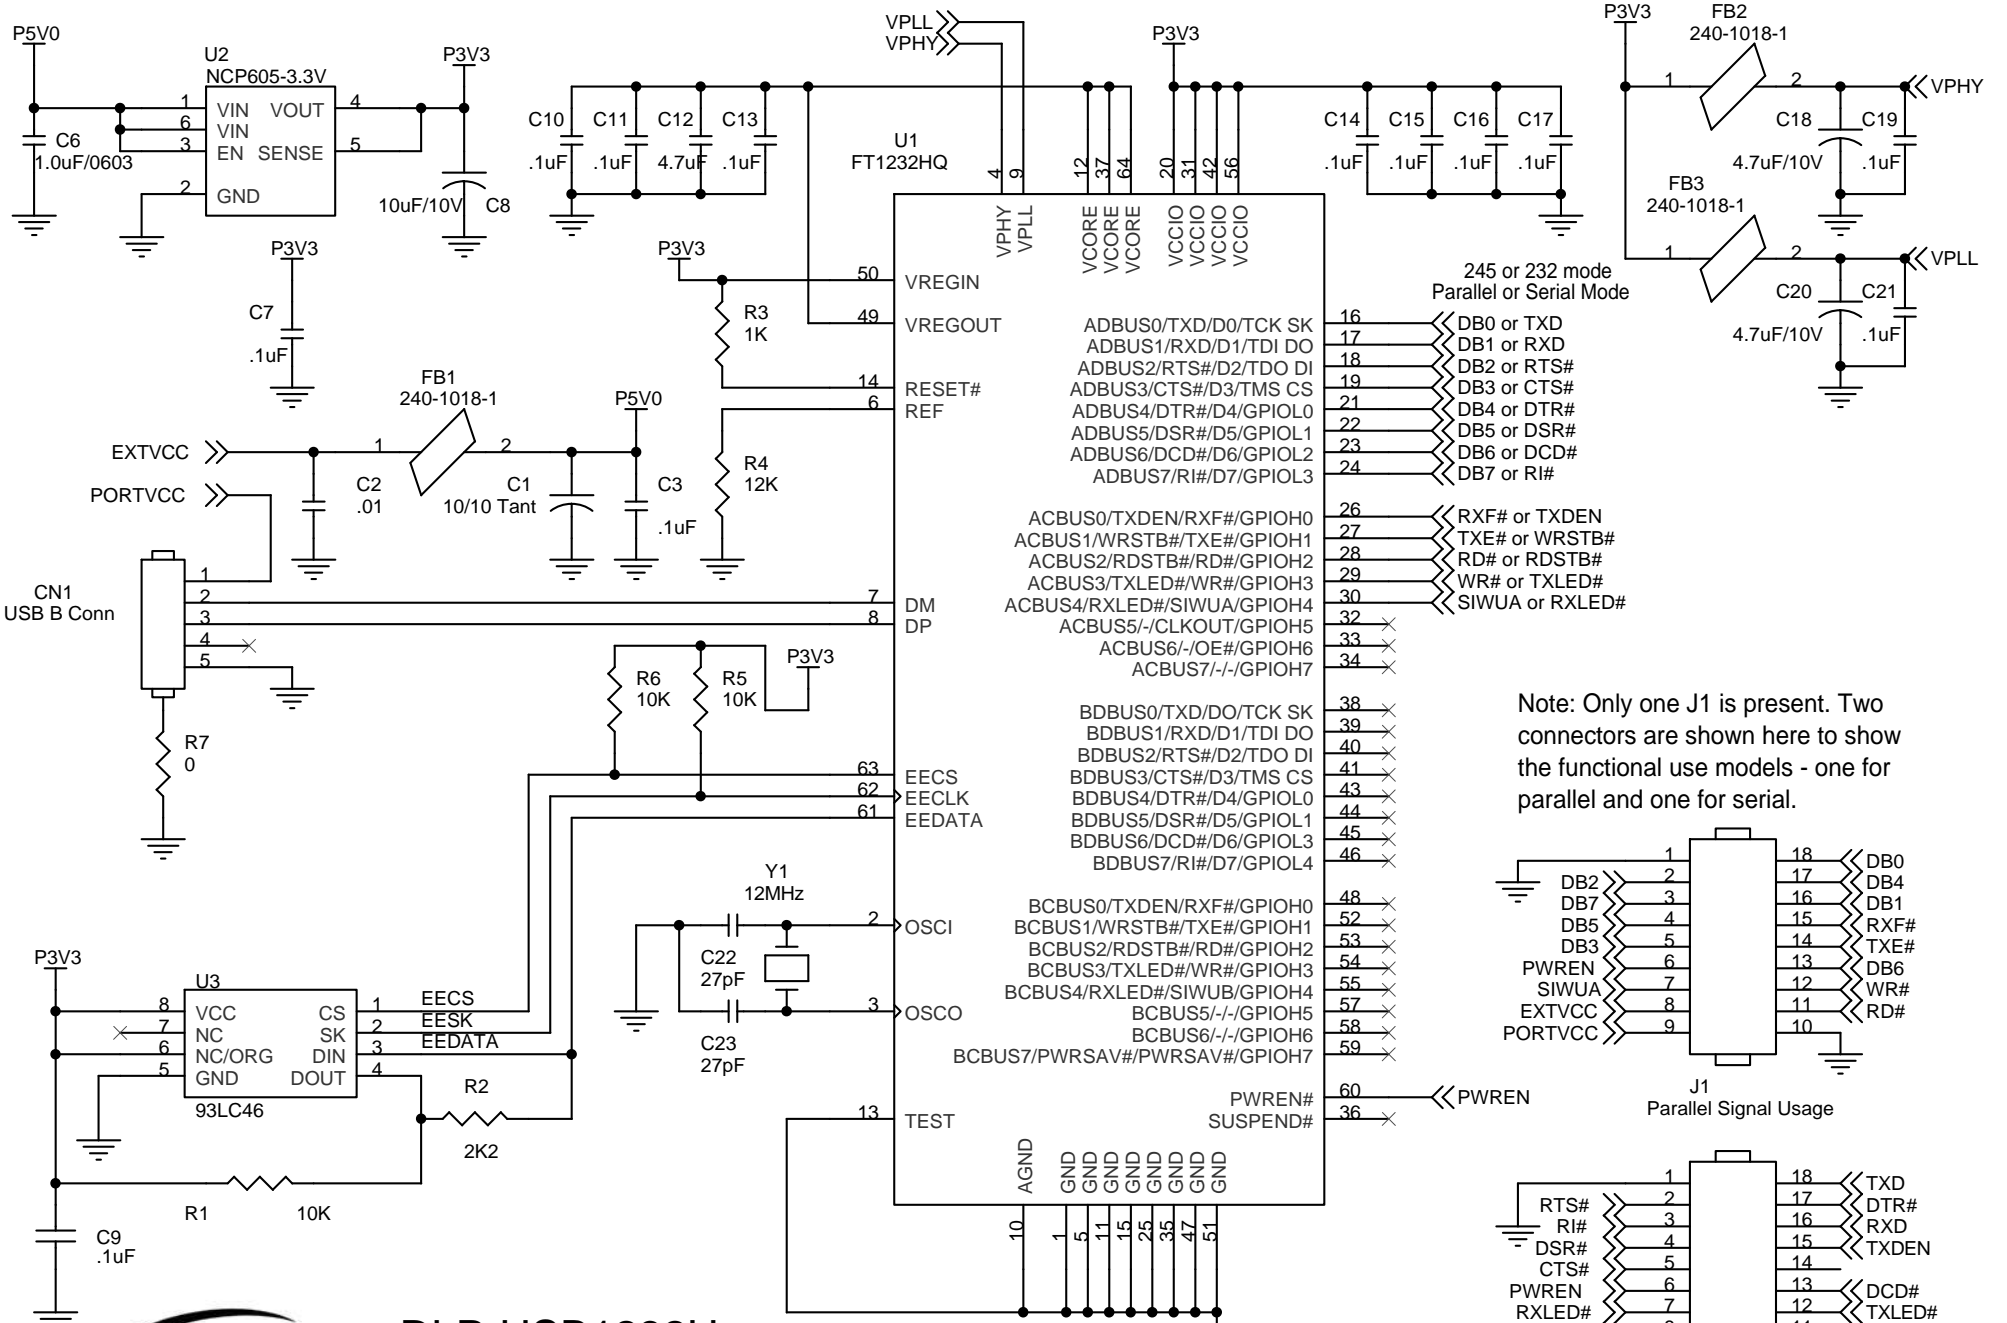 P5V0
U2
NCP605-3.3V
P3V3
1 VIN VOUT 4
6 VIN
3 EN SENSE 5
2 GND
C6
1.0uF/0603
10uF/10V C8
P3V3
C7
.1uF
VPLL
VPHY
C10 C11 C12 C13
.1uF .1uF 4.7uF .1uF
U1
FT1232HQ
P3V3
C14 C15 C16 C17
.1uF .1uF .1uF .1uF
P3V3
FB2
240-1018-1
1 2
VPHY
C18 C19
4.7uF/10V .1uF
FB3
240-1018-1
1 2
VPLL
C20 C21
4.7uF/10V .1uF
4 9 12 37 64 20 31 42 56
VPHY VPLL VCORE VCORE VCORE VCCIO VCCIO VCCIO VCCIO
P3V3
50 VREGIN
R3
1K
49 VREGOUT
14 RESET#
6 REF
R4
12K
245 or 232 mode
Parallel or Serial Mode
ADBUS0/TXD/D0/TCK SK 16 DB0 or TXD
ADBUS1/RXD/D1/TDI DO 17 DB1 or RXD
ADBUS2/RTS#/D2/TDO DI 18 DB2 or RTS#
ADBUS3/CTS#/D3/TMS CS 19 DB3 or CTS#
ADBUS4/DTR#/D4/GPIOL0 21 DB4 or DTR#
ADBUS5/DSR#/D5/GPIOL1 22 DB5 or DSR#
ADBUS6/DCD#/D6/GPIOL2 23 DB6 or DCD#
ADBUS7/RI#/D7/GPIOL3 24 DB7 or RI#
ACBUS0/TXDEN/RXF#/GPIOH0 26 RXF# or TXDEN
ACBUS1/WRSTB#/TXE#/GPIOH1 27 TXE# or WRSTB#
ACBUS2/RDSTB#/RD#/GPIOH2 28 RD# or RDSTB#
ACBUS3/TXLED#/WR#/GPIOH3 29 WR# or TXLED#
ACBUS4/RXLED#/SIWUA/GPIOH4 30 SIWUA or RXLED#
ACBUS5/-/CLKOUT/GPIOH5 32
ACBUS6/-/OE#/GPIOH6 33
ACBUS7/-/-/GPIOH7 34
FB1
240-1018-1
P5V0
EXTVCC 1 2
PORTVCC
C2
.01
C1
10/10 Tant
C3
.1uF
CN1
USB B Conn
1
2
3
4
5
7 DM
8 DP
R7
0
R6
10K
R5
10K
P3V3
63 EECS
62 EECLK
61 EEDATA
BDBUS0/TXD/DO/TCK SK 38
BDBUS1/RXD/D1/TDI DO 39
BDBUS2/RTS#/D2/TDO DI 40
BDBUS3/CTS#/D3/TMS CS 41
BDBUS4/DTR#/D4/GPIOL0 43
BDBUS5/DSR#/D5/GPIOL1 44
BDBUS6/DCD#/D6/GPIOL3 45
BDBUS7/RI#/D7/GPIOL4 46
Y1
12MHz
2 OSCI
C22
27pF
3 OSCO
C23
27pF
BCBUS0/TXDEN/RXF#/GPIOH0 48
BCBUS1/WRSTB#/TXE#/GPIOH1 52
BCBUS2/RDSTB#/RD#/GPIOH2 53
BCBUS3/TXLED#/WR#/GPIOH3 54
BCBUS4/RXLED#/SIWUB/GPIOH4 55
BCBUS5/-/-/GPIOH5 57
BCBUS6/-/-/GPIOH6 58
BCBUS7/PWRSAV#/PWRSAV#/GPIOH7 59
PWREN# 60 PWREN
SUSPEND# 36
13 TEST
AGND GND GND GND GND GND GND GND GND
10 1 5 11 15 25 35 47 51
P3V3
U3
8 VCC CS 1 EECS
7 NC SK 2 EESK
6 NC/ORG DIN 3 EEDATA
5 GND DOUT 4
93LC46
R2
2K2
R1 10K
C9
.1uF
Note: Only one J1 is present. Two
connectors are shown here to show
the functional use models - one for
parallel and one for serial.
1 18 DB0
DB2 2 17 DB4
DB7 3 16 DB1
DB5 4 15 RXF#
DB3 5 14 TXE#
PWREN 6 13 DB6
SIWUA 7 12 WR#
EXTVCC 8 11 RD#
PORTVCC 9 10
J1
Parallel Signal Usage
1 18 TXD
RTS# 2 17 DTR#
RI# 3 16 RXD
DSR# 4 15 TXDEN
CTS# 5 14
PWREN 6 13 DCD#
RXLED# 7 12 TXLED#